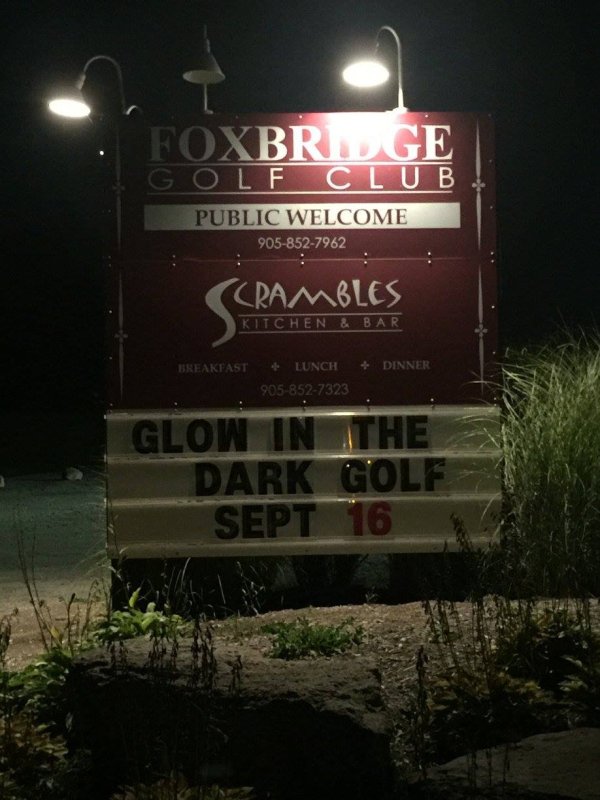 FOXBRIDGE
GOLF CLUB
PUBLIC WELCOME
905-852-7962
SCRAMBLES
KITCHEN & BAR
BREAKFAST ✣ LUNCH ✣ DINNER
905-852-7323
GLOW IN THE
DARK GOLF
SEPT 16